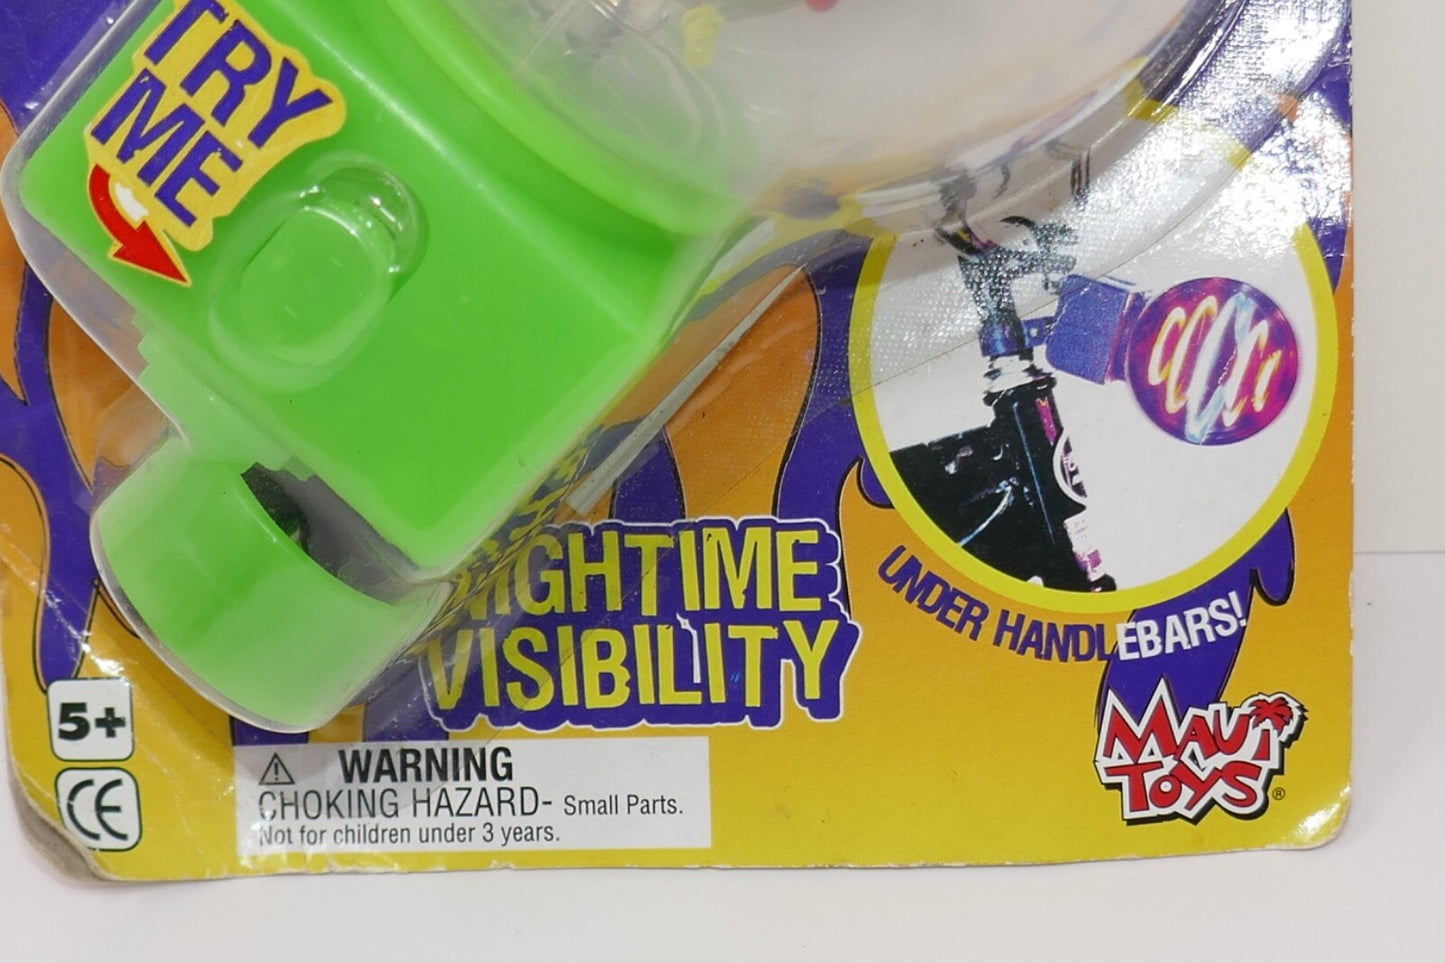 TRY
ME
NIGHTIME
VISIBILITY
UNDER HANDLEBARS!
5+
CE
WARNING
CHOKING HAZARD- Small Parts.
Not for children under 3 years.
MAUI
TOYS®